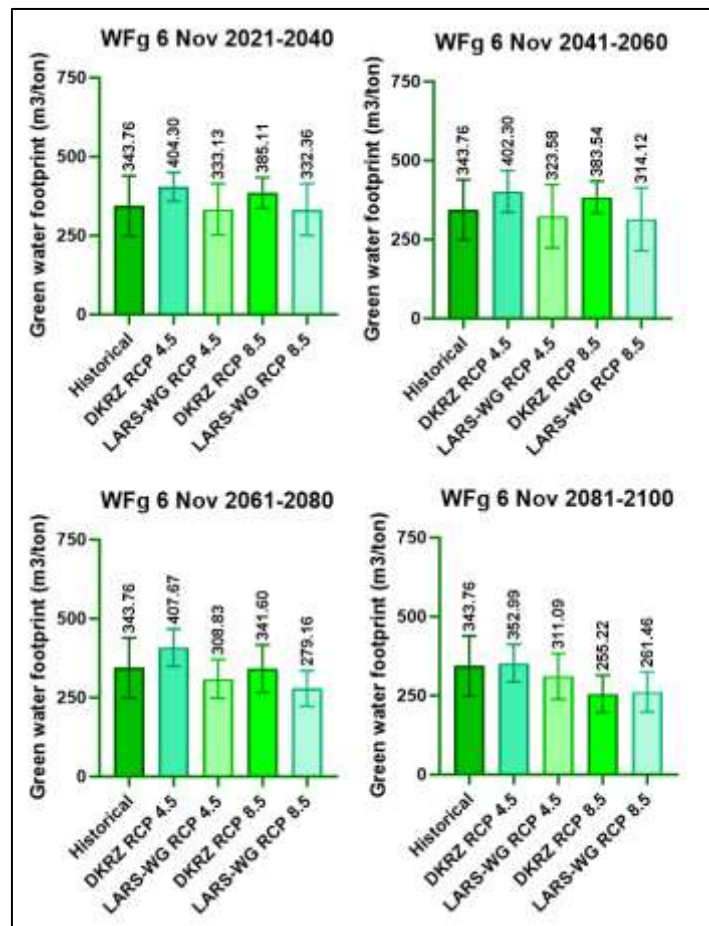 WFg 6 Nov 2021-2040
Green water footprint (m3/ton)
750
500
250
0
343.76
404.30
333.13
385.11
332.36
Historical
DKRZ RCP 4.5
LARS-WG RCP 4.5
DKRZ RCP 8.5
LARS-WG RCP 8.5
WFg 6 Nov 2041-2060
Green water footprint (m3/ton)
750
500
250
0
343.76
402.30
323.58
383.54
314.12
Historical
DKRZ RCP 4.5
LARS-WG RCP 4.5
DKRZ RCP 8.5
LARS-WG RCP 8.5
WFg 6 Nov 2061-2080
Green water footprint (m3/ton)
750
500
250
0
343.76
407.67
308.83
341.60
279.16
Historical
DKRZ RCP 4.5
LARS-WG RCP 4.5
DKRZ RCP 8.5
LARS-WG RCP 8.5
WFg 6 Nov 2081-2100
Green water footprint (m3/ton)
750
500
250
0
343.76
352.99
311.09
255.22
261.46
Historical
DKRZ RCP 4.5
LARS-WG RCP 4.5
DKRZ RCP 8.5
LARS-WG RCP 8.5